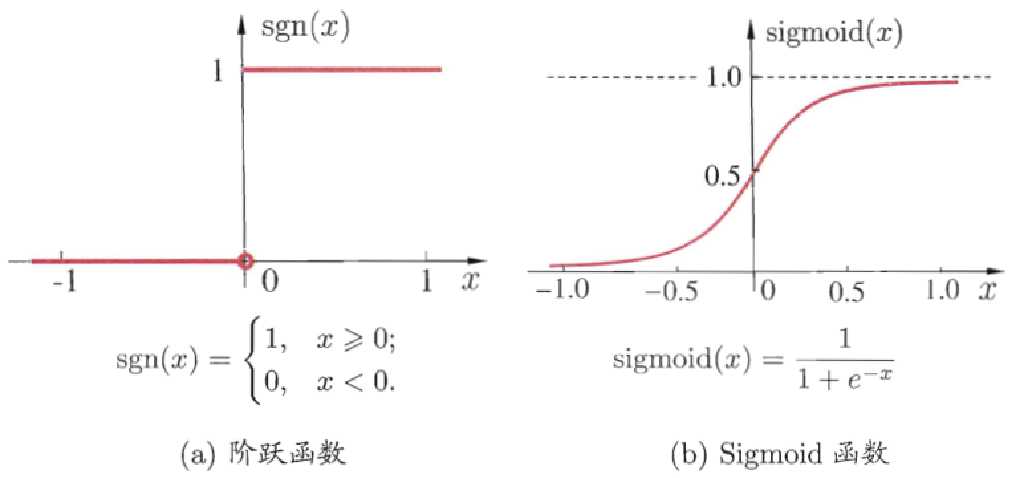 sgn(x)
1
-1
0
1
x
sgn(x) = { 1, x ⩾ 0;
0, x < 0.
(a) 阶跃函数
sigmoid(x)
1.0
0.5
-1.0
-0.5
0
0.5
1.0
x
sigmoid(x) = 1 / (1 + e^{-x})
(b) Sigmoid 函数